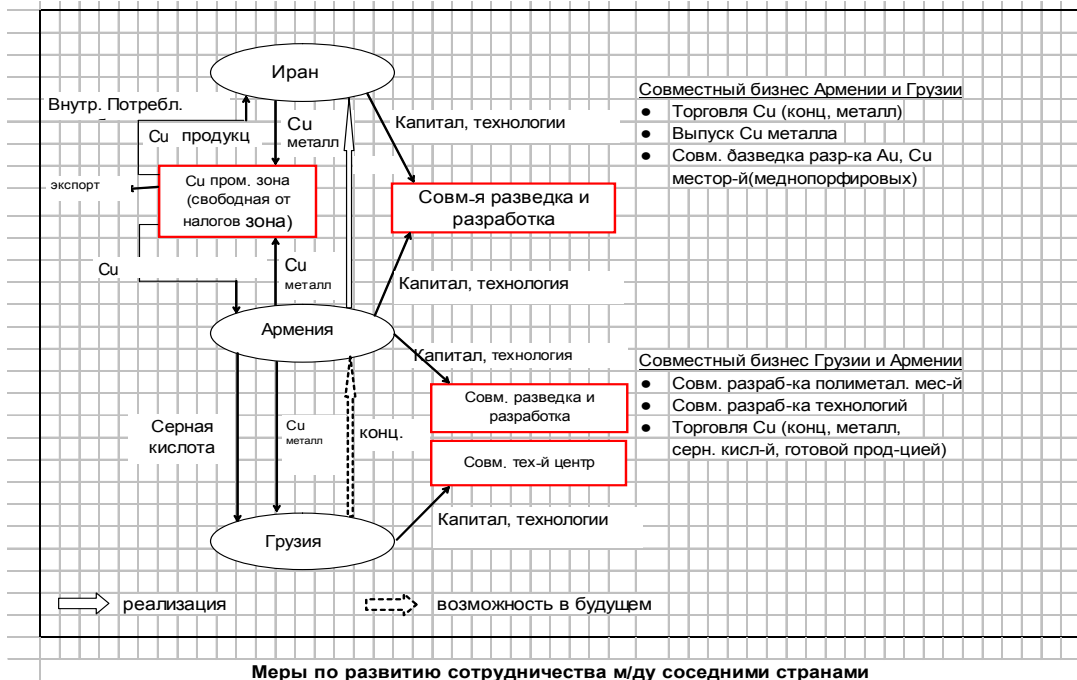 Иран
Внутр. Потребл.
Cu продукц
Cu
металл
Капитал, технологии
экспорт
Cu пром. зона
(свободная от
налогов зона)
Совм-я разведка и
разработка
Cu
Cu
металл
Капитал, технология
Армения
Капитал, технология
Совм. разведка и
разработка
Серная
кислота
Cu
металл
конц.
Совм. тех-й центр
Капитал, технологии
Грузия
реализация
возможность в будущем
Совместный бизнес Армении и Грузии
● Торговля Cu (конц, металл)
● Выпуск Cu металла
● Совм. ðазведка разр-ка Au, Cu
местор-й(меднопорфировых)
Совместный бизнес Грузии и Армении
● Совм. разраб-ка полиметал. мес-й
● Совм. разраб-ка технологий
● Торговля Cu (конц, металл,
серн. кисл-й, готовой прод-цией)
Меры по развитию сотрудничества м/ду соседними странами